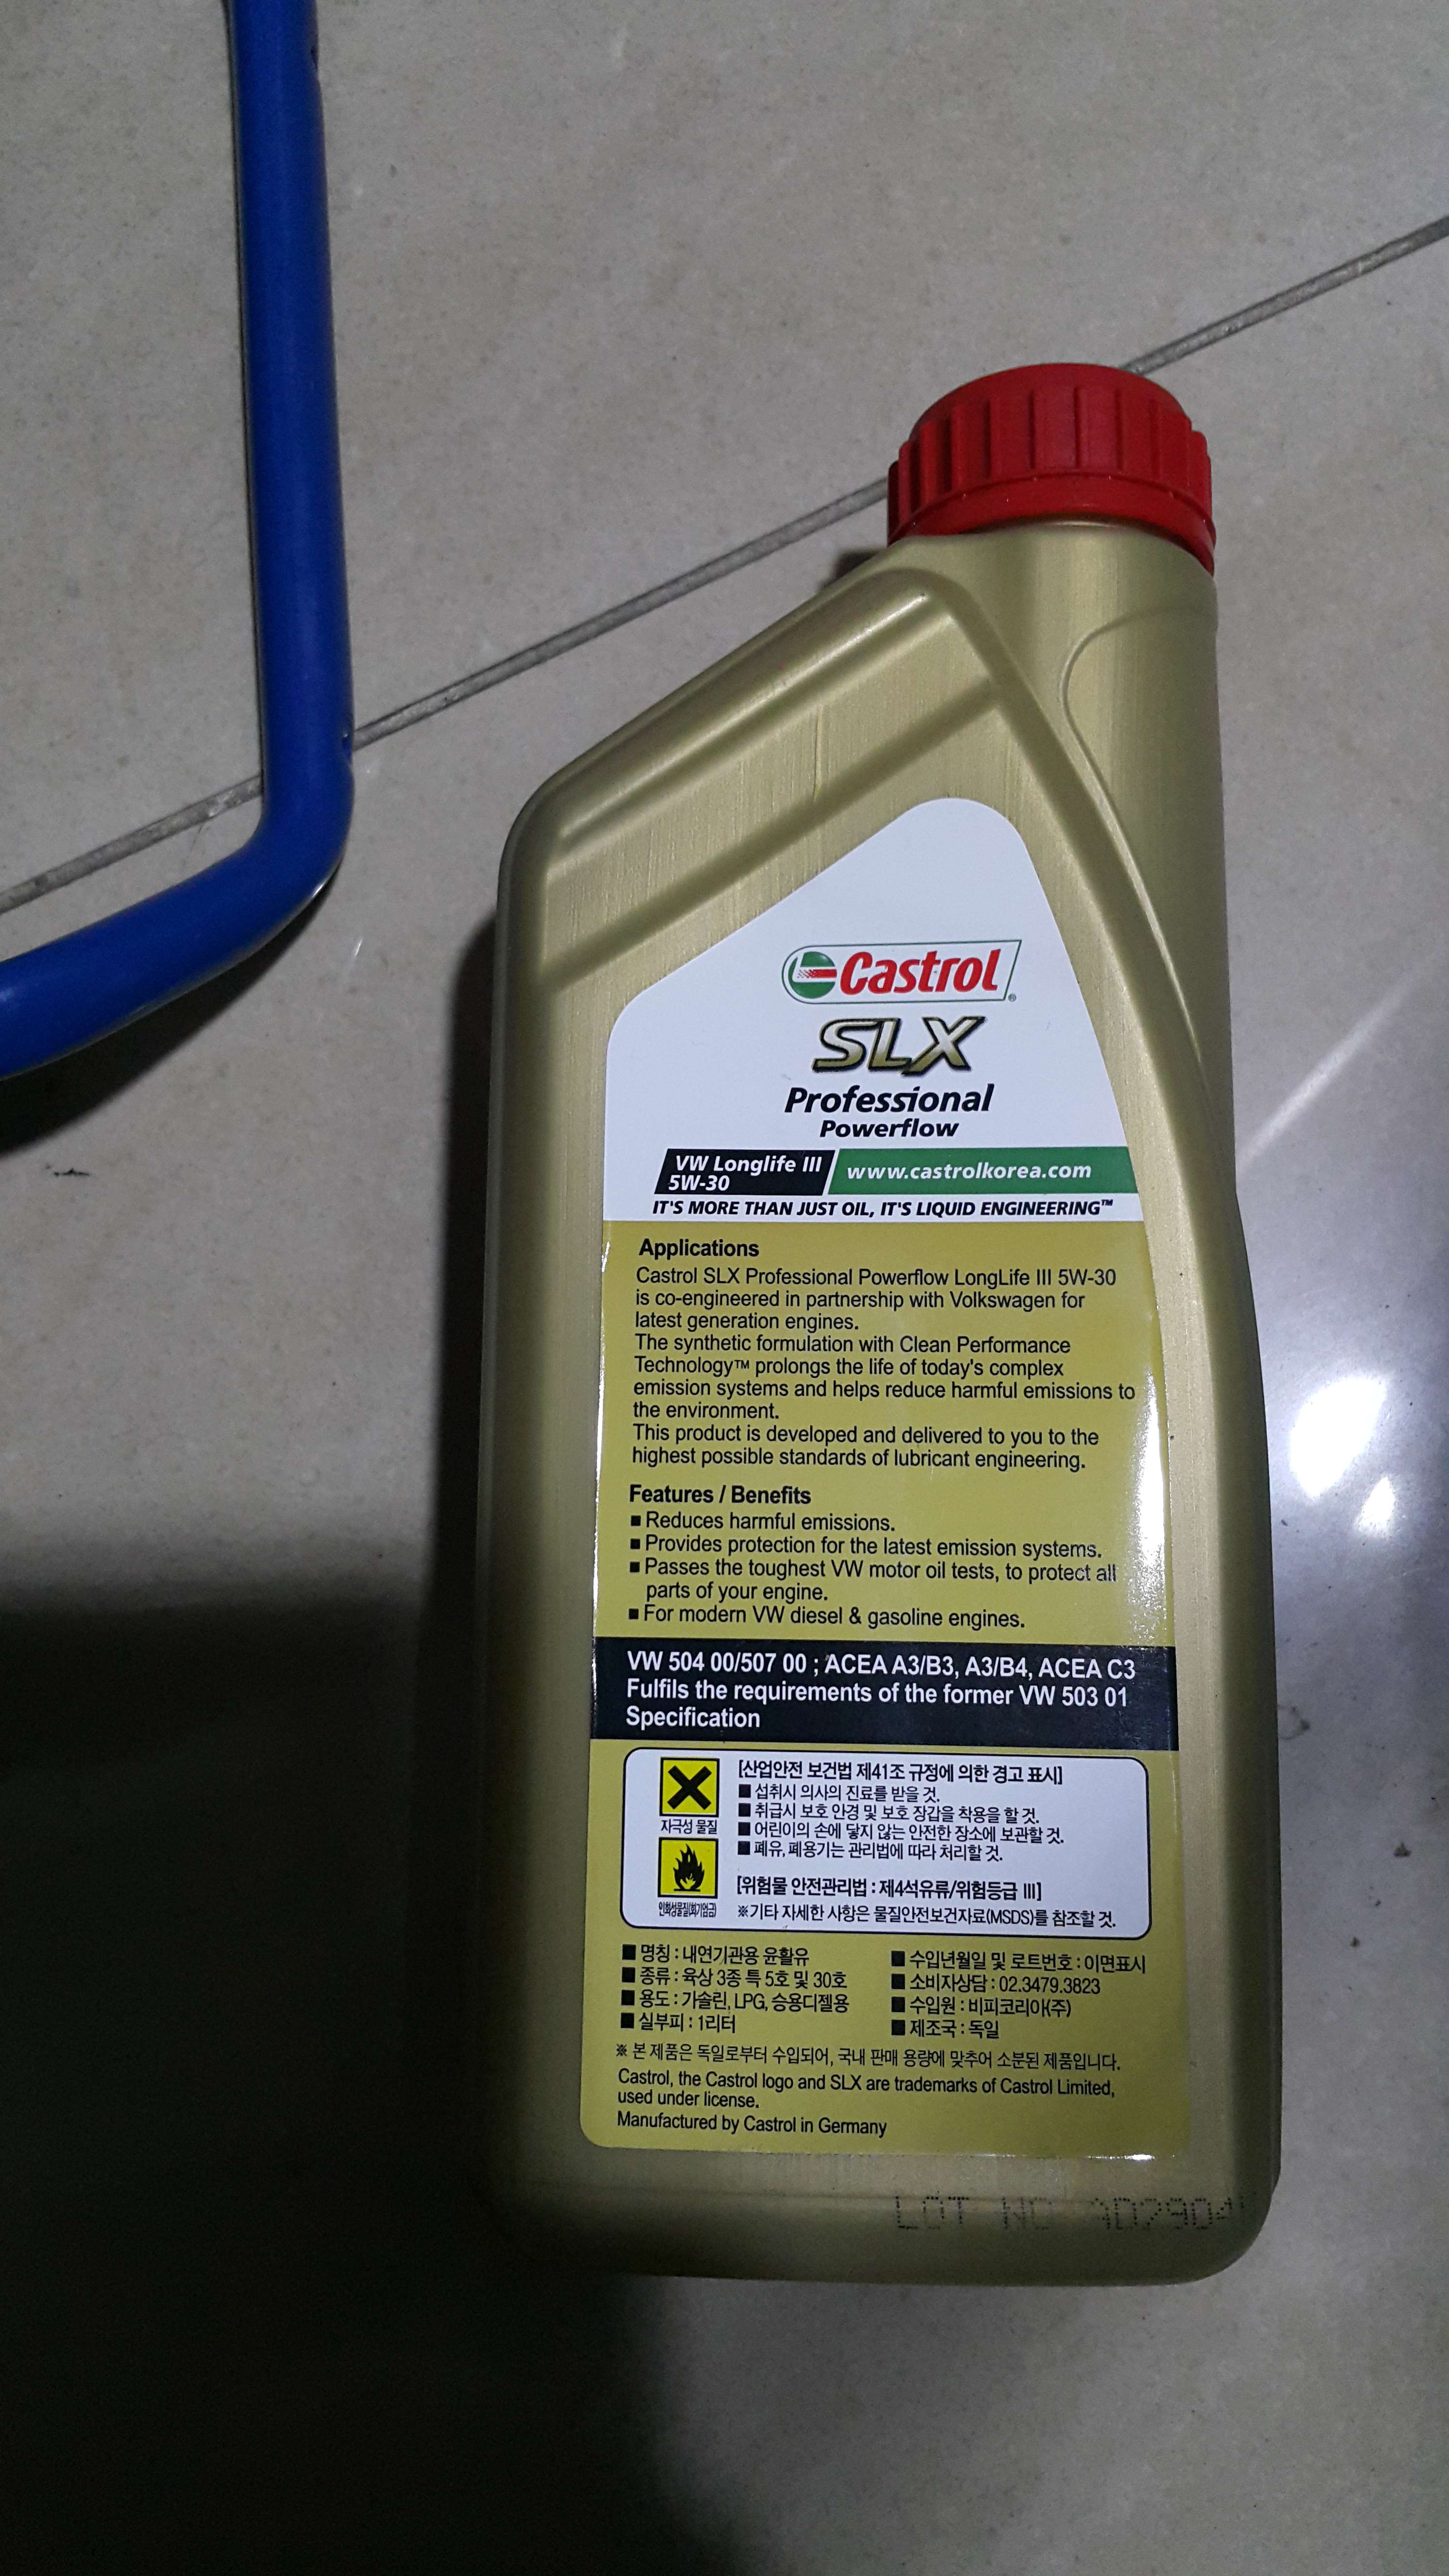 Castrol
SLX
Professional
Powerflow
VW Longlife III
5W-30
www.castrolkorea.com
IT'S MORE THAN JUST OIL, IT'S LIQUID ENGINEERING™
Applications
Castrol SLX Professional Powerflow LongLife III 5W-30
is co-engineered in partnership with Volkswagen for
latest generation engines.
The synthetic formulation with Clean Performance
Technology™ prolongs the life of today's complex
emission systems and helps reduce harmful emissions to
the environment.
This product is developed and delivered to you to the
highest possible standards of lubricant engineering.
Features / Benefits
■ Reduces harmful emissions.
■ Provides protection for the latest emission systems.
■ Passes the toughest VW motor oil tests, to protect all
parts of your engine.
■ For modern VW diesel & gasoline engines.
VW 504 00/507 00 ; ACEA A3/B3, A3/B4, ACEA C3
Fulfils the requirements of the former VW 503 01
Specification
[산업안전 보건법 제41조 규정에 의한 경고 표시]
■ 섭취시 의사의 진료를 받을 것.
■ 취급시 보호 안경 및 보호 장갑을 착용을 할 것.
■ 어린이의 손에 닿지 않는 안전한 장소에 보관할 것.
■ 폐유, 폐용기는 관리법에 따라 처리할 것.
자극성 물질
[위험물 안전관리법 : 제4석유류/위험등급 III]
※기타 자세한 사항은 물질안전보건자료(MSDS)를 참조할 것.
인화성물질(화기엄금)
■ 명칭 : 내연기관용 윤활유
■ 종류 : 육상 3종 특 5호 및 30호
■ 용도 : 가솔린, LPG, 승용디젤용
■ 실부피 : 1리터
■ 수입년월일 및 로트번호 : 이면표시
■ 소비자상담 : 02.3479.3823
■ 수입원 : 비피코리아(주)
■ 제조국 : 독일
※ 본 제품은 독일로부터 수입되어, 국내 판매 용량에 맞추어 소분된 제품입니다.
Castrol, the Castrol logo and SLX are trademarks of Castrol Limited,
used under license.
Manufactured by Castrol in Germany
LOT NO